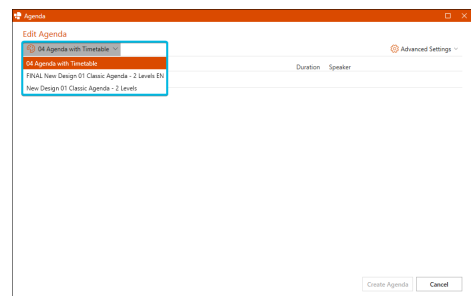 Agenda
Edit Agenda
04 Agenda with Timetable
Advanced Settings
04 Agenda with Timetable
Duration Speaker
FINAL New Design 01 Classic Agenda - 2 Levels EN
New Design 01 Classic Agenda - 2 Levels
Create Agenda Cancel